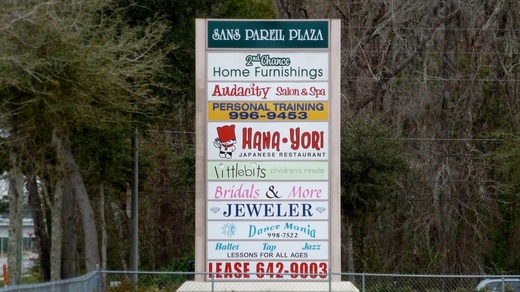 SANS PAREIL PLAZA
2nd Chance
Home Furnishings
Audacity Salon & Spa
PERSONAL TRAINING
996-9453
HANA·YORI
JAPANESE RESTAURANT
littlebits children's resale
Bridals & More
JEWELER
Dance Mania
998-7522
Ballet Tap Jazz
LESSONS FOR ALL AGES
LEASE 642-9003